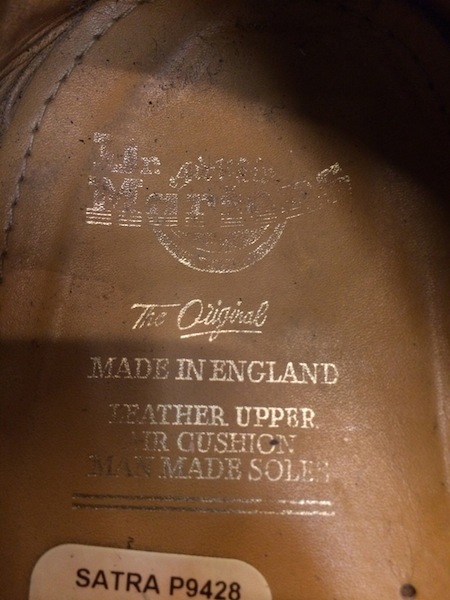 Dr. Martens
The Original
MADE IN ENGLAND
LEATHER UPPER
AIR CUSHION
MAN MADE SOLES
SATRA P9428